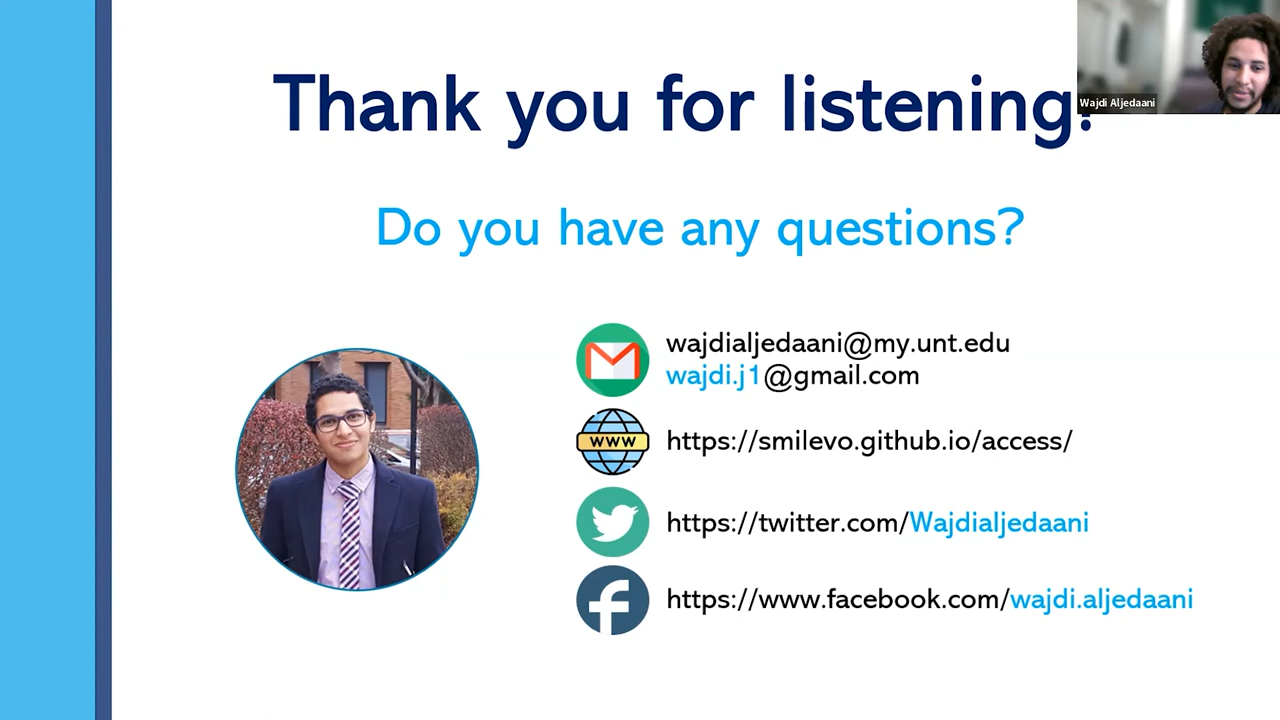 Thank you for listening!
Wajdi Aljedaani
Do you have any questions?
wajdialjedaani@my.unt.edu
wajdi.j1@gmail.com
WWW
https://smilevo.github.io/access/
https://twitter.com/Wajdialjedaani
https://www.facebook.com/wajdi.aljedaani